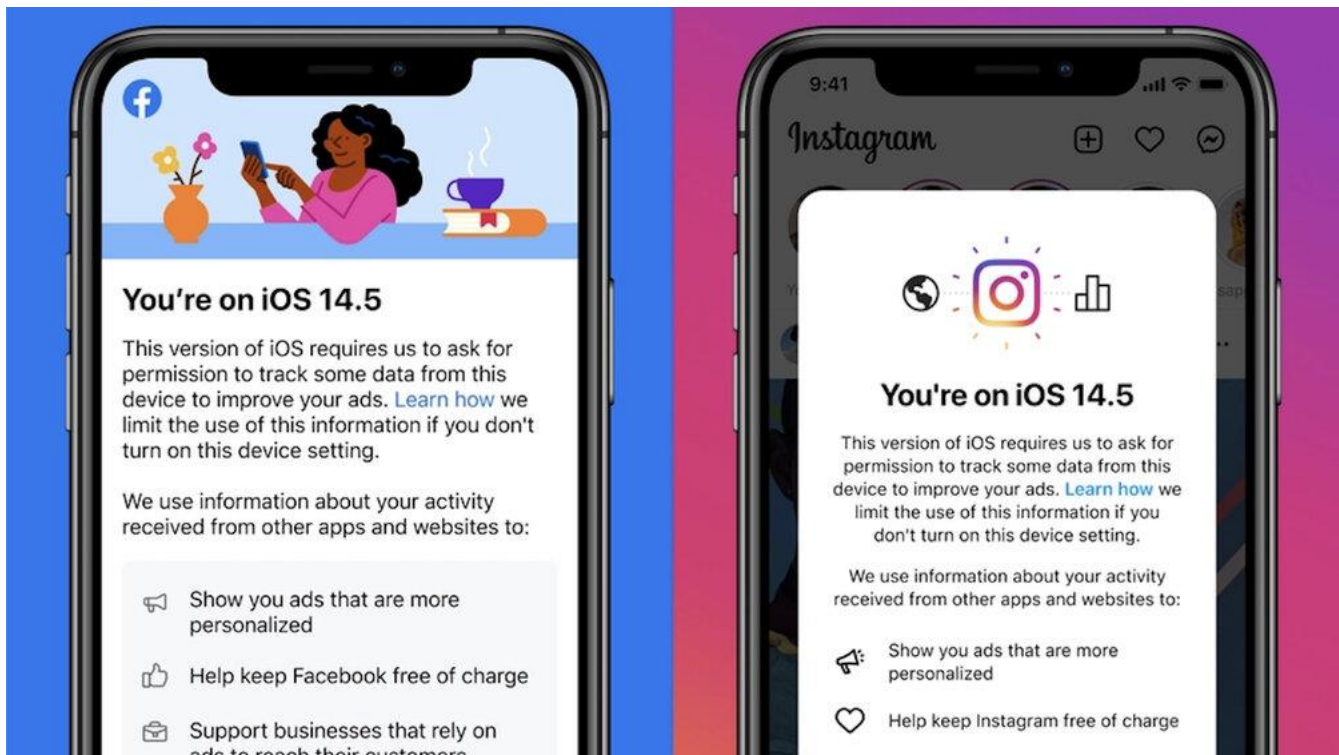 You're on iOS 14.5
This version of iOS requires us to ask for
permission to track some data from this
device to improve your ads. Learn how we
limit the use of this information if you don't
turn on this device setting.
We use information about your activity
received from other apps and websites to:
Show you ads that are more
personalized
Help keep Facebook free of charge
Support businesses that rely on
ads to reach their customers
9:41
Instagram
You're on iOS 14.5
This version of iOS requires us to ask for
permission to track some data from this
device to improve your ads. Learn how we
limit the use of this information if you
don't turn on this device setting.
We use information about your activity
received from other apps and websites to:
Show you ads that are more
personalized
Help keep Instagram free of charge